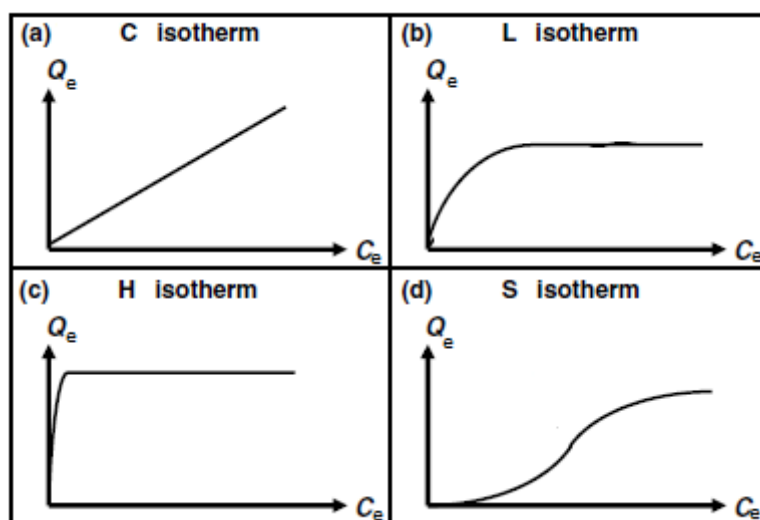 (a) C isotherm
Qe
Ce
(b) L isotherm
Qe
Ce
(c) H isotherm
Qe
Ce
(d) S isotherm
Qe
Ce